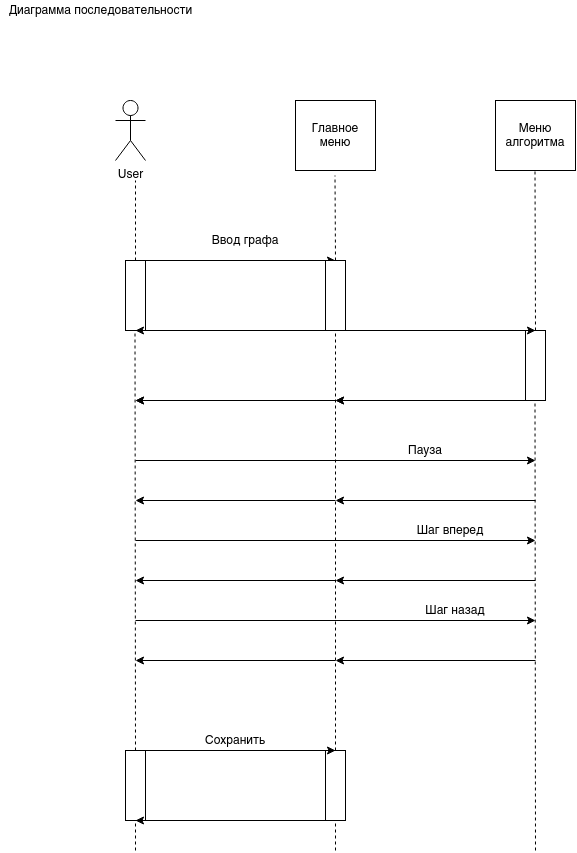 Диаграмма последовательности
Главное
меню
Меню
алгоритма
User
Ввод графа
Пауза
Шаг вперед
Шаг назад
Сохранить